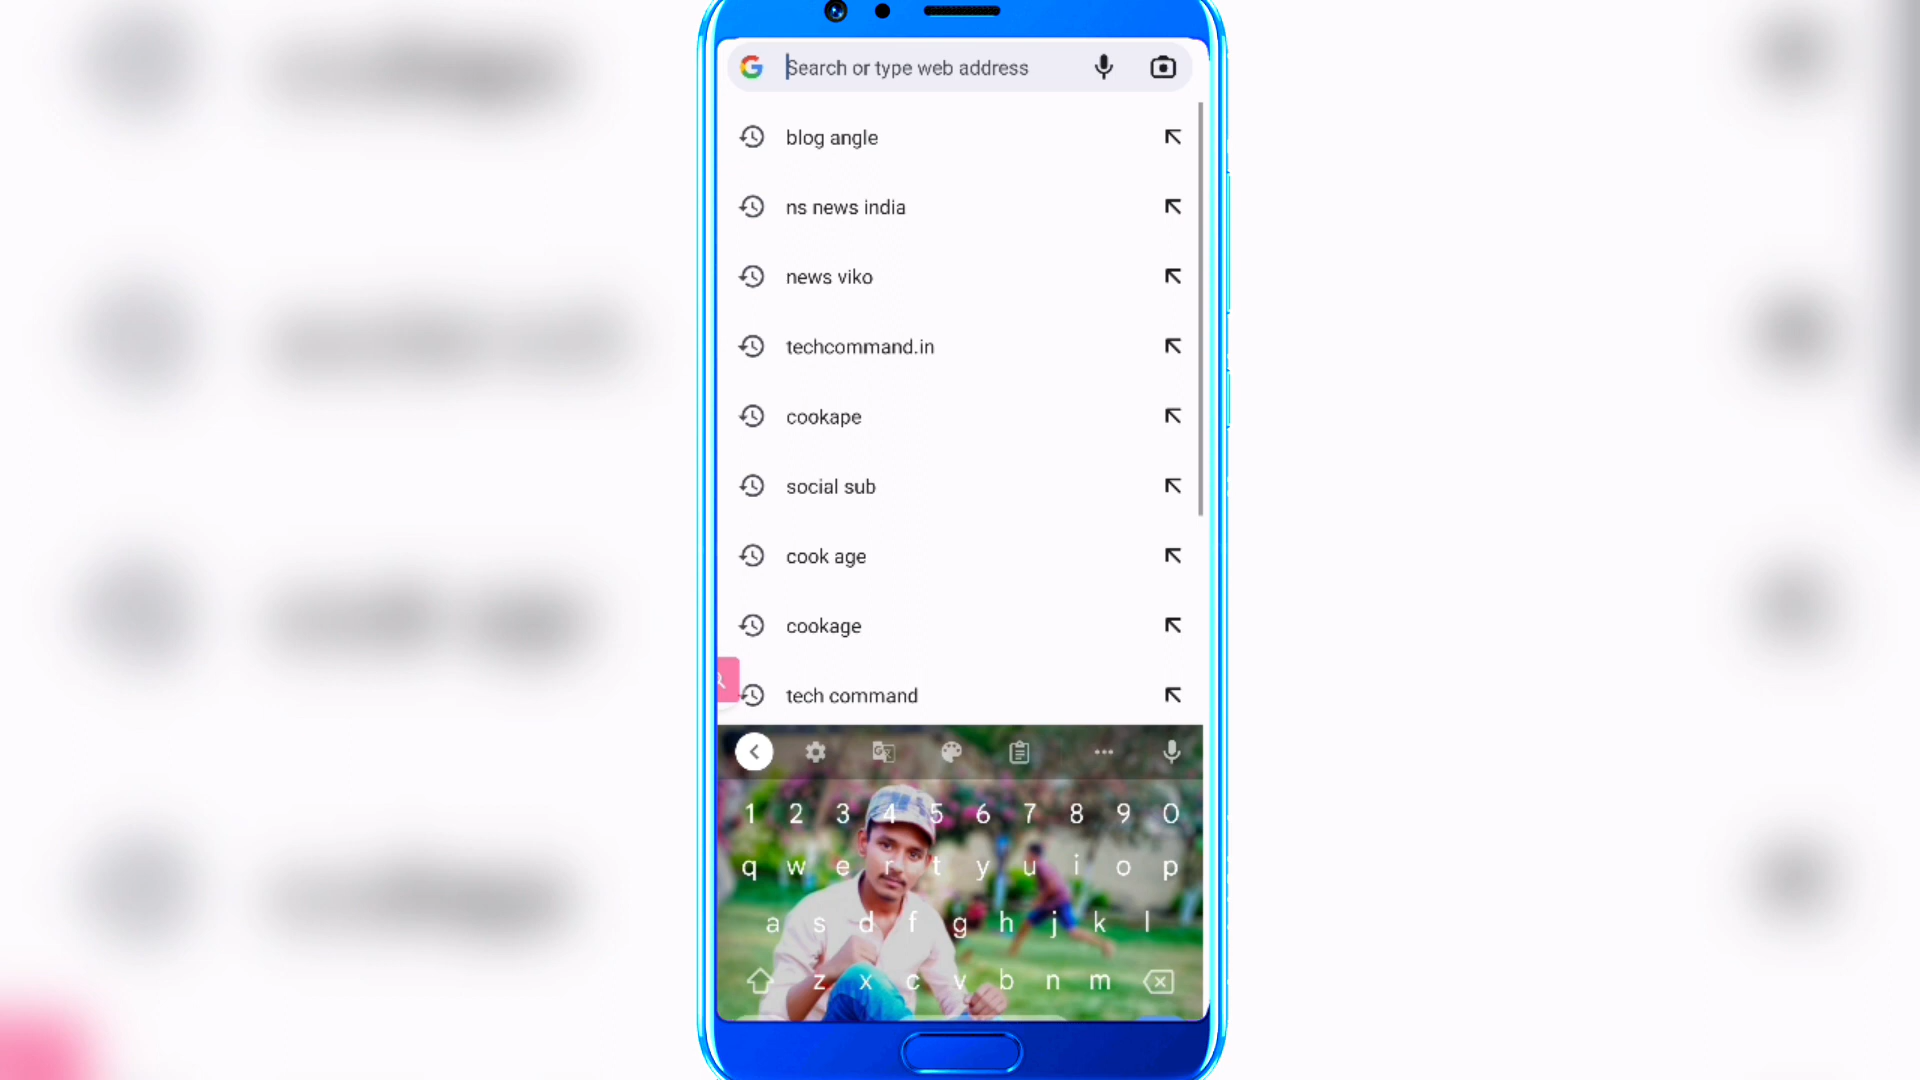 Search or type web address
blog angle
ns news india
news viko
techcommand.in
cookape
social sub
cook age
cookage
tech command
1 2 3 4 5 6 7 8 9 0
q w e r t y u i o p
a s d f g h j k l
z x c v b n m